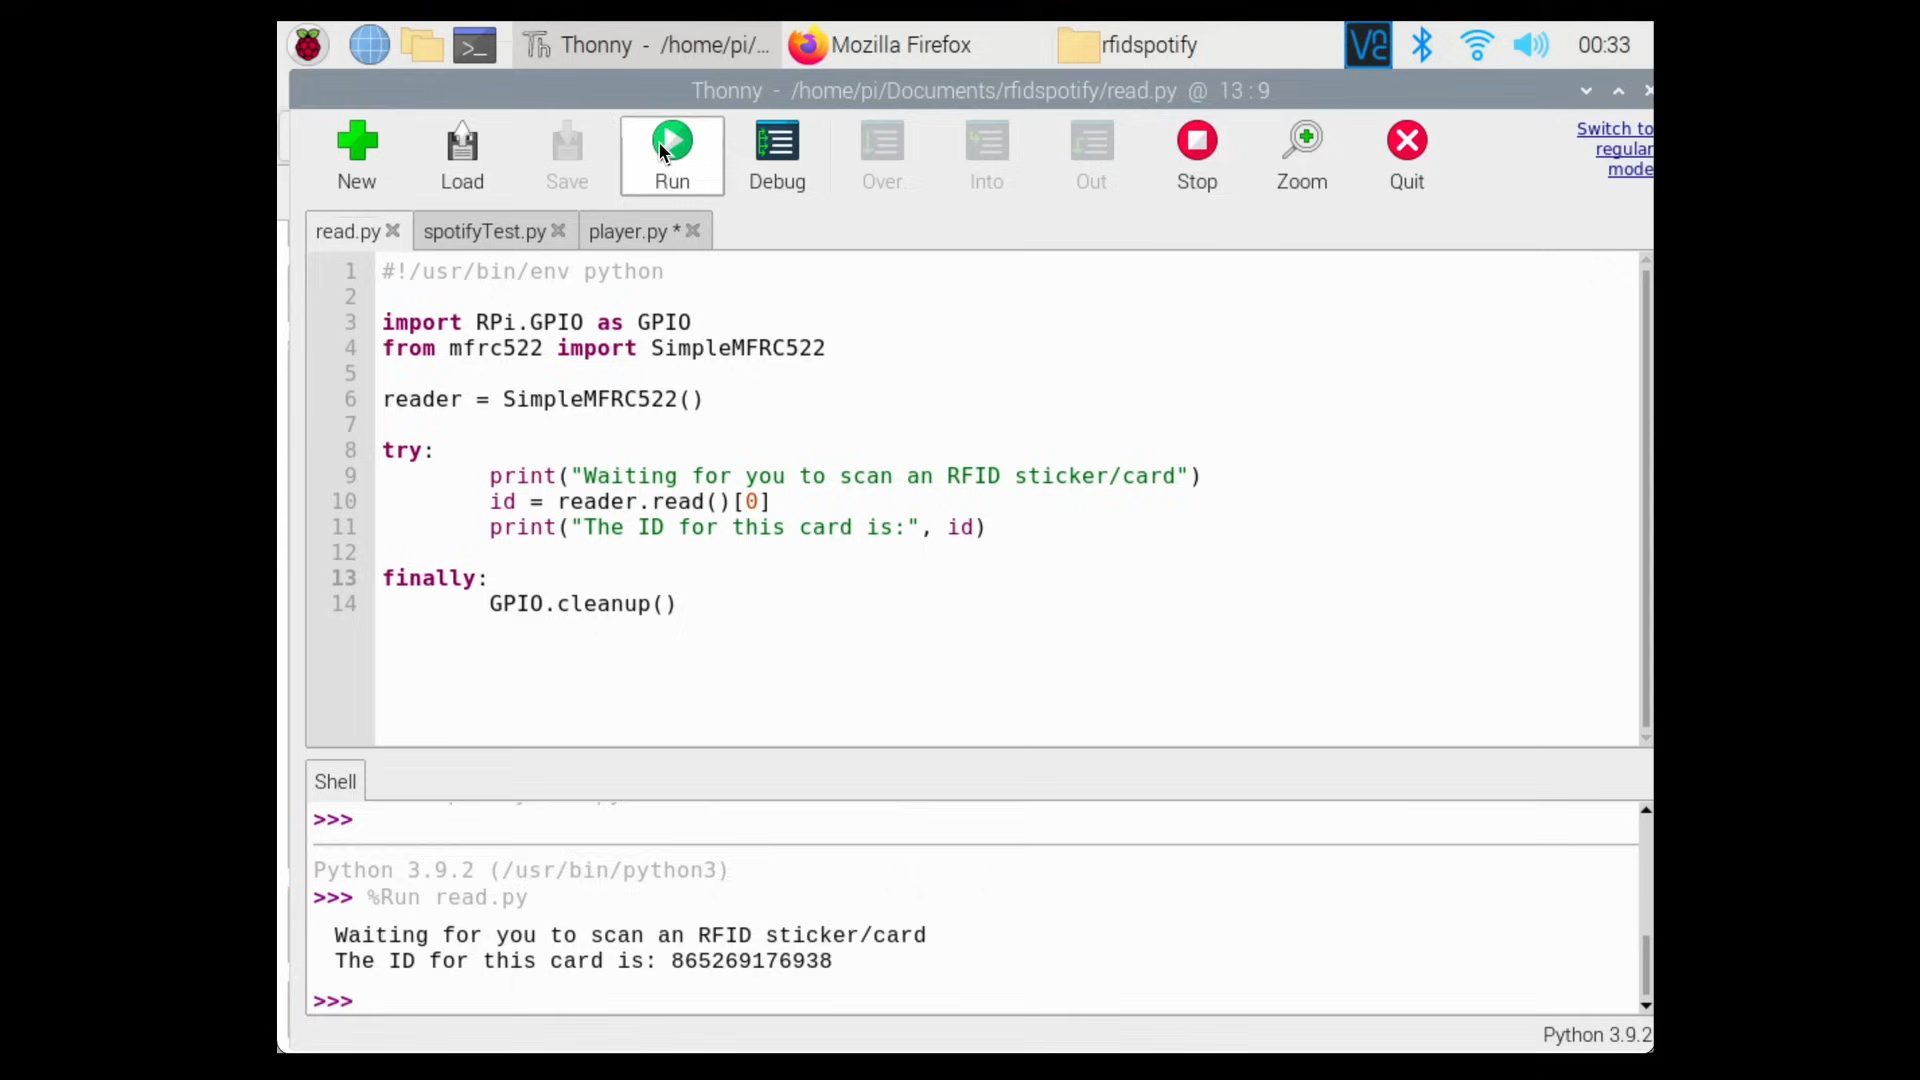 Thonny - /home/pi/...
Mozilla Firefox
rfidspotify
VNC
00:33
Thonny - /home/pi/Documents/rfidspotify/read.py @ 13:9
New
Load
Save
Run
Debug
Over
Into
Out
Stop
Zoom
Quit
Switch to
regular
mode
read.py
spotifyTest.py
player.py *
1 #!/usr/bin/env python
2
3 import RPi.GPIO as GPIO
4 from mfrc522 import SimpleMFRC522
5
6 reader = SimpleMFRC522()
7
8 try:
9 print("Waiting for you to scan an RFID sticker/card")
10 id = reader.read()[0]
11 print("The ID for this card is:", id)
12
13 finally:
14 GPIO.cleanup()
Shell
>>>
Python 3.9.2 (/usr/bin/python3)
>>> %Run read.py
Waiting for you to scan an RFID sticker/card
The ID for this card is: 865269176938
>>>
Python 3.9.2